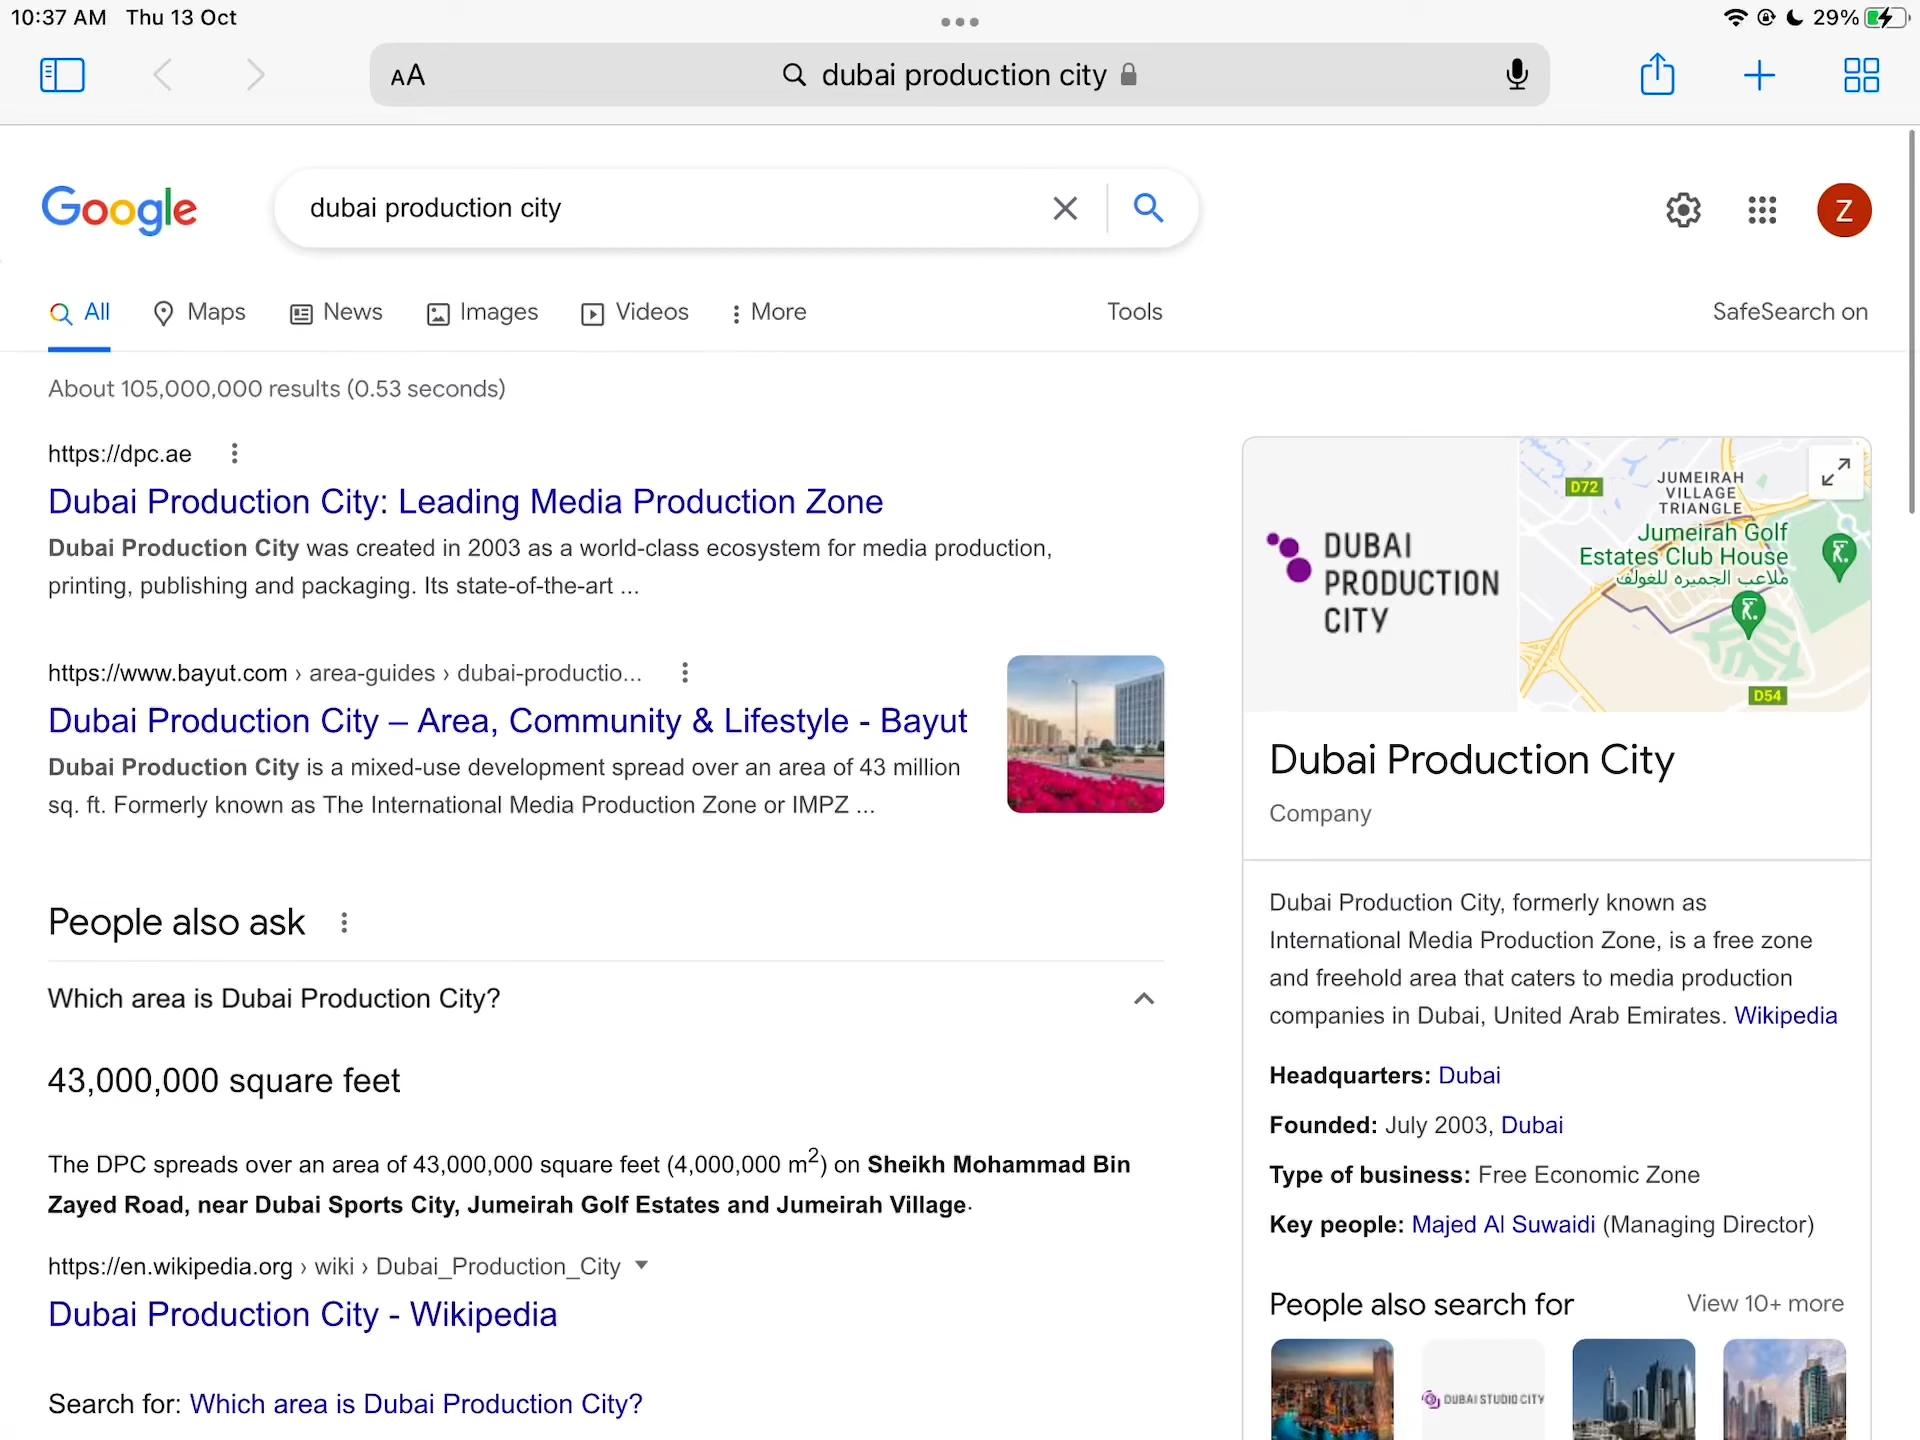 10:37 AM Thu 13 Oct
29%
AA
dubai production city
Google
dubai production city
Z
All
Maps
News
Images
Videos
More
Tools
SafeSearch on
About 105,000,000 results (0.53 seconds)
https://dpc.ae
Dubai Production City: Leading Media Production Zone
Dubai Production City was created in 2003 as a world-class ecosystem for media production,
printing, publishing and packaging. Its state-of-the-art ...
https://www.bayut.com › area-guides › dubai-productio...
Dubai Production City – Area, Community & Lifestyle - Bayut
Dubai Production City is a mixed-use development spread over an area of 43 million
sq. ft. Formerly known as The International Media Production Zone or IMPZ ...
People also ask
Which area is Dubai Production City?
43,000,000 square feet
The DPC spreads over an area of 43,000,000 square feet (4,000,000 m²) on Sheikh Mohammad Bin
Zayed Road, near Dubai Sports City, Jumeirah Golf Estates and Jumeirah Village.
https://en.wikipedia.org › wiki › Dubai_Production_City
Dubai Production City - Wikipedia
Search for: Which area is Dubai Production City?
DUBAI
PRODUCTION
CITY
D72
JUMEIRAH
VILLAGE
TRIANGLE
Jumeirah Golf
Estates Club House
ملاعب الجميره للغولف
D54
Dubai Production City
Company
Dubai Production City, formerly known as
International Media Production Zone, is a free zone
and freehold area that caters to media production
companies in Dubai, United Arab Emirates. Wikipedia
Headquarters: Dubai
Founded: July 2003, Dubai
Type of business: Free Economic Zone
Key people: Majed Al Suwaidi (Managing Director)
People also search for
View 10+ more
DUBAI STUDIO CITY